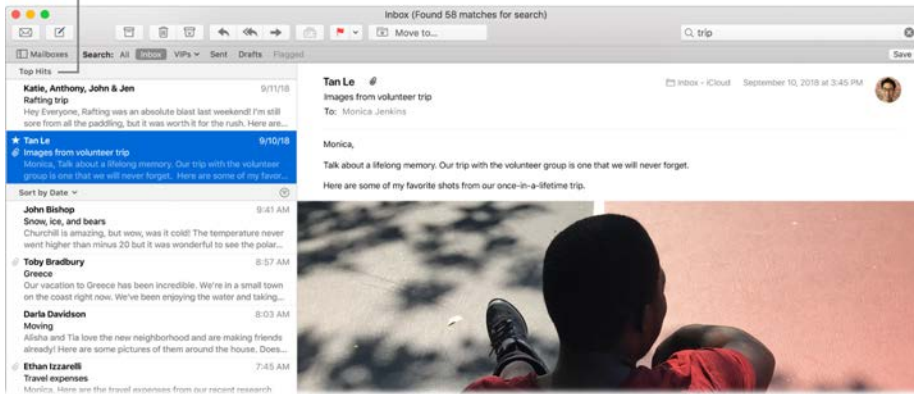 Inbox (Found 58 matches for search)
Move to...
trip
Mailboxes Search: All Inbox VIPs Sent Drafts Flagged
Save
Top Hits
Katie, Anthony, John & Jen 9/11/18
Rafting trip
Hey Everyone, Rafting was an absolute blast last weekend! I'm still
sore from all the paddling, but it was worth it for the rush. Here are...
Tan Le 9/10/18
Images from volunteer trip
Monica, Talk about a lifelong memory. Our trip with the volunteer
group is one that we will never forget. Here are some of my favor...
Sort by Date
John Bishop 9:41 AM
Snow, ice, and bears
Churchill is amazing, but wow, was it cold! The temperature never
went higher than minus 20 but it was wonderful to see the polar...
Toby Bradbury 8:57 AM
Greece
Our vacation to Greece has been incredible. We're in a small town
on the coast right now. We've been enjoying the water and taking...
Darla Davidson 8:03 AM
Moving
Alisha and Tia love the new neighborhood and are making friends
already! Here are some pictures of them around the house. Does...
Ethan Izzarelli 7:45 AM
Travel expenses
Monica, Here are the travel expenses from our recent research
Tan Le
Inbox - iCloud September 10, 2018 at 3:45 PM
Images from volunteer trip
To: Monica Jenkins
Monica,
Talk about a lifelong memory. Our trip with the volunteer group is one that we will never forget.
Here are some of my favorite shots from our once-in-a-lifetime trip.